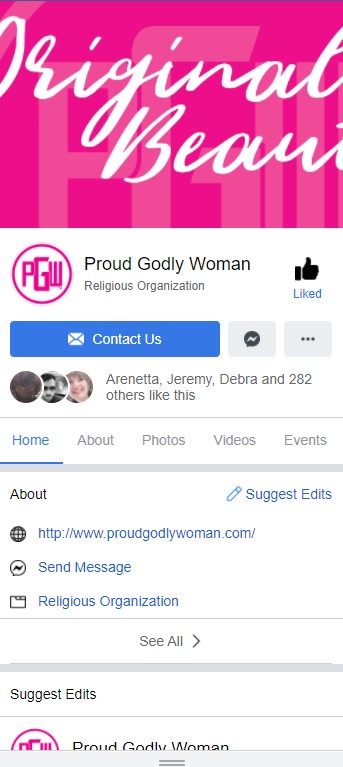 Original
Beaut
PGW
Proud Godly Woman
Religious Organization
Liked
Contact Us
Arenetta, Jeremy, Debra and 282
others like this
Home About Photos Videos Events
About Suggest Edits
http://www.proudgodlywoman.com/
Send Message
Religious Organization
See All
Suggest Edits
PGW
Proud Godly Woman